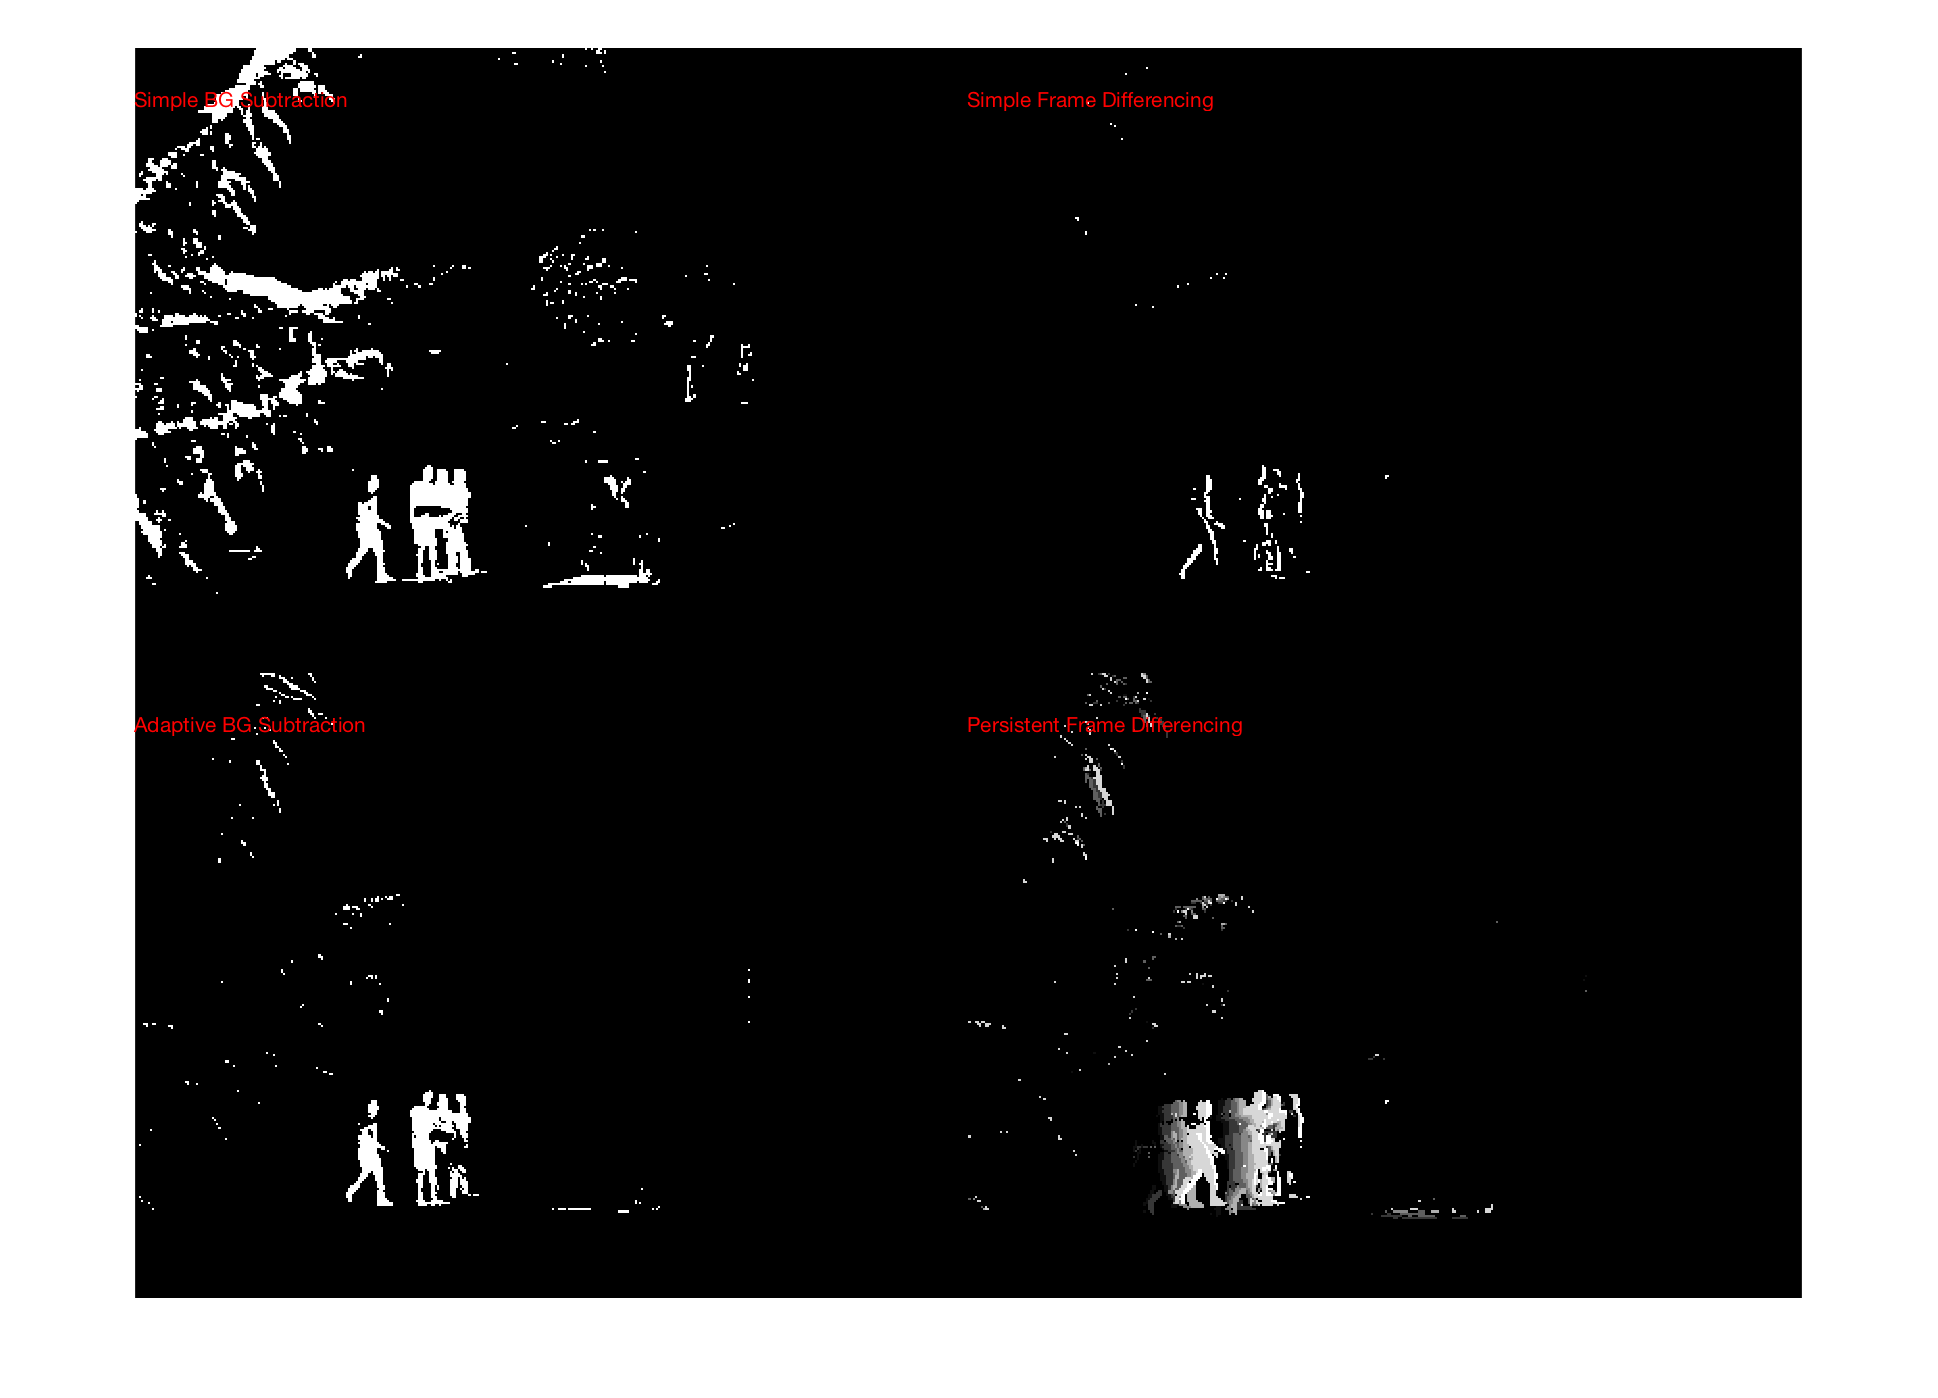 Simple BG Subtraction
Simple Frame Differencing
Adaptive BG Subtraction
Persistent Frame Differencing